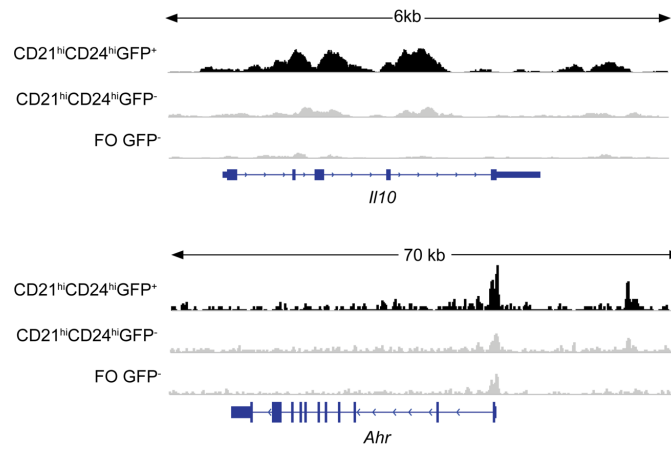 6kb
CD21ʰⁱCD24ʰⁱGFP⁺
CD21ʰⁱCD24ʰⁱGFP⁻
FO GFP⁻
Il10
70 kb
CD21ʰⁱCD24ʰⁱGFP⁺
CD21ʰⁱCD24ʰⁱGFP⁻
FO GFP⁻
Ahr